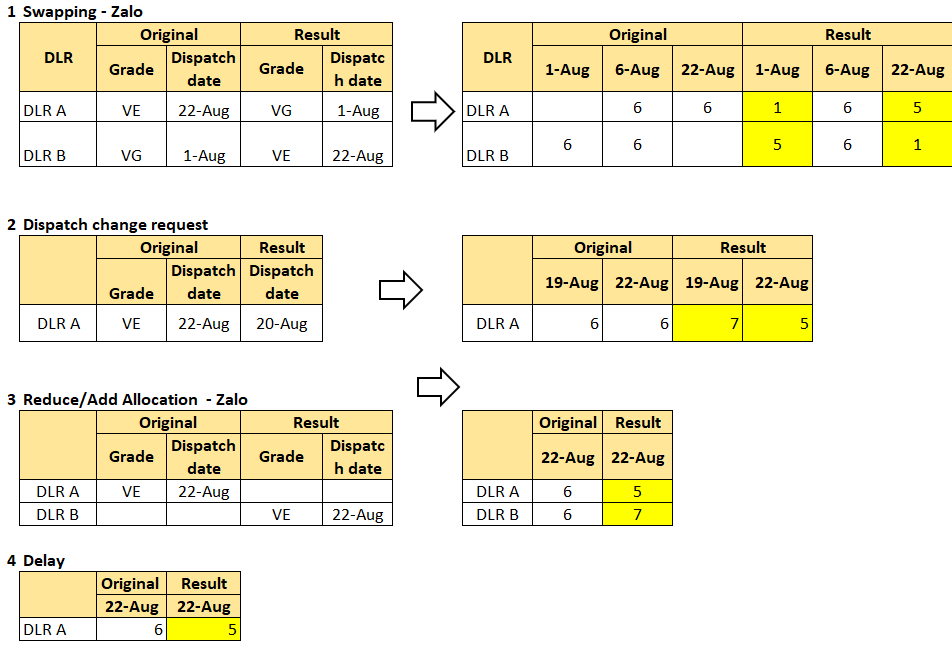 1 Swapping - Zalo
DLR Original Result
Grade Dispatch date Grade Dispatc h date
DLR A VE 22-Aug VG 1-Aug
DLR B VG 1-Aug VE 22-Aug
DLR Original Result
1-Aug 6-Aug 22-Aug 1-Aug 6-Aug 22-Aug
DLR A 6 6 1 6 5
DLR B 6 6 5 6 1
2 Dispatch change request
Original Result
Grade Dispatch date Dispatch date
DLR A VE 22-Aug 20-Aug
Original Result
19-Aug 22-Aug 19-Aug 22-Aug
DLR A 6 6 7 5
3 Reduce/Add Allocation - Zalo
Original Result
Grade Dispatch date Grade Dispatc h date
DLR A VE 22-Aug
DLR B VE 22-Aug
Original Result
22-Aug 22-Aug
DLR A 6 5
DLR B 6 7
4 Delay
Original Result
22-Aug 22-Aug
DLR A 6 5